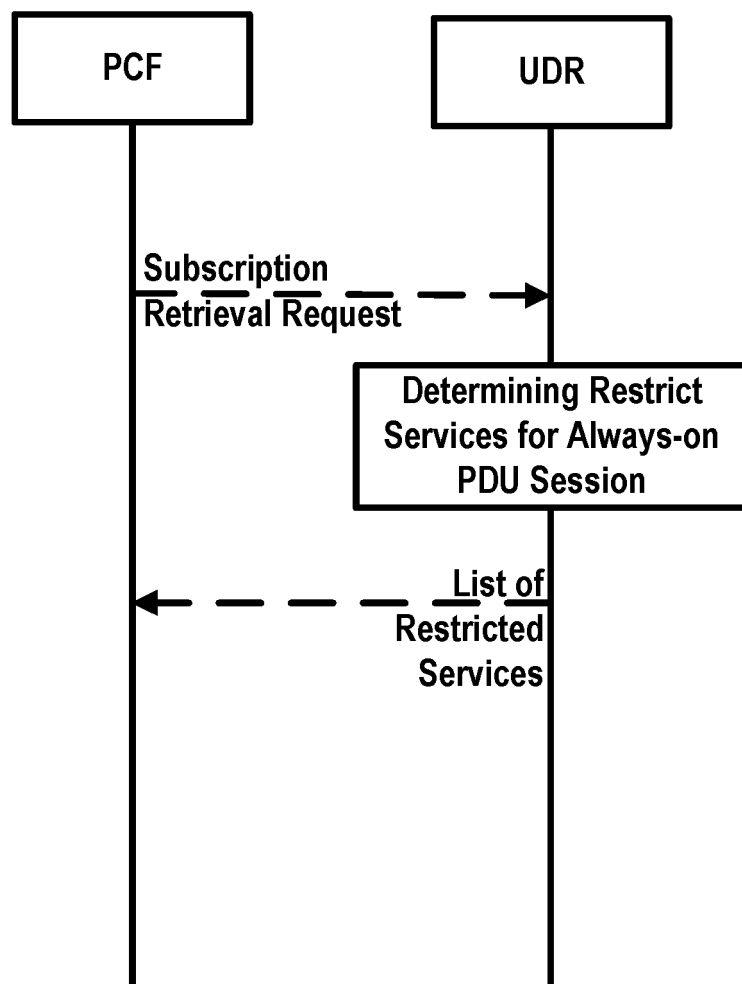 PCF
UDR
Subscription
Retrieval Request
Determining Restrict
Services for Always-on
PDU Session
List of
Restricted
Services